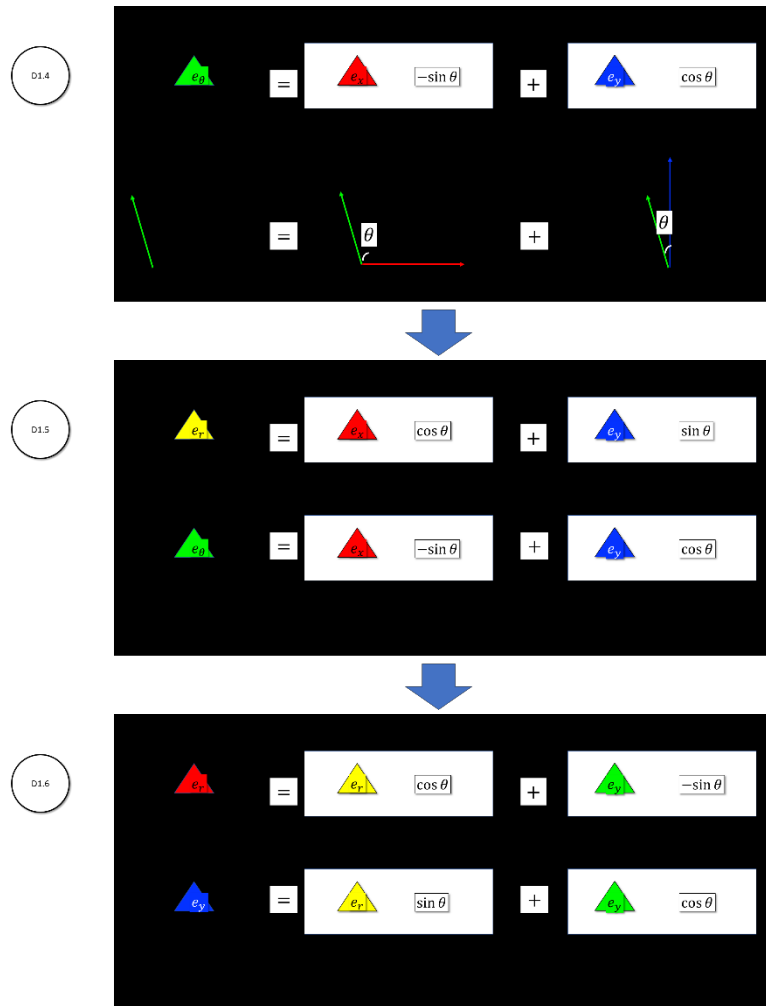 D1.4
e_θ = e_x −sin θ + e_y cos θ
= θ + θ
D1.5
e_r = e_x cos θ + e_y sin θ
e_θ = e_x −sin θ + e_y cos θ
D1.6
e_r = e_r cos θ + e_y −sin θ
e_y = e_r sin θ + e_y cos θ